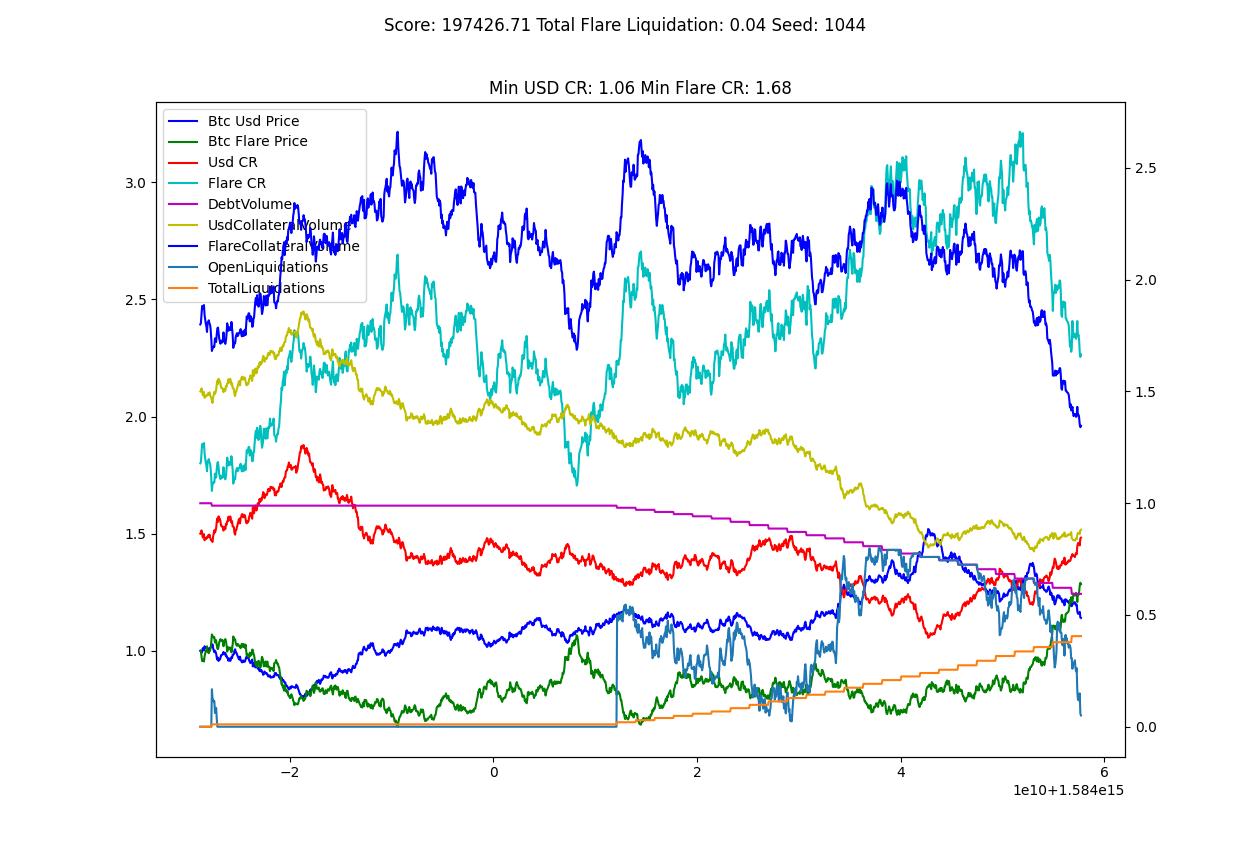 Score: 197426.71 Total Flare Liquidation: 0.04 Seed: 1044
Min USD CR: 1.06 Min Flare CR: 1.68
Btc Usd Price
Btc Flare Price
Usd CR
Flare CR
DebtVolume
UsdCollateralVolume
FlareCollateralVolume
OpenLiquidations
TotalLiquidations
3.0
2.5
2.0
1.5
1.0
2.5
2.0
1.5
1.0
0.5
0.0
−2
0
2
4
6
1e10+1.584e15